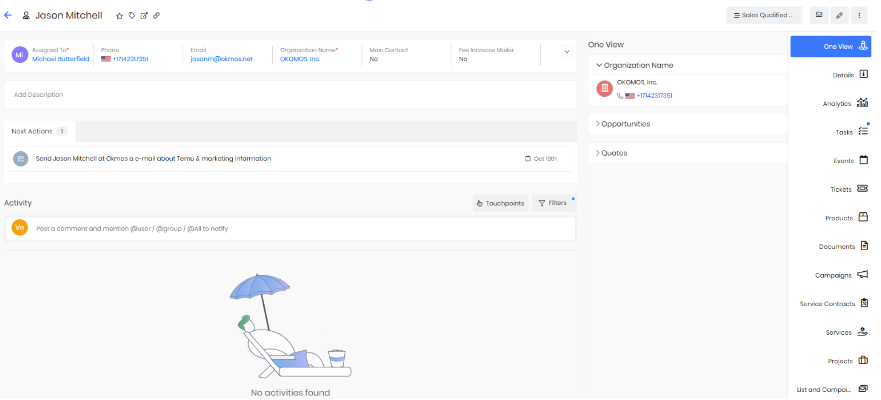 Jason Mitchell
Sales Qualified ...
Mi
Assigned To*
Michael Butterfield
Phone
+17142317351
Email
jasonm@okmos.net
Organization Name*
OKOMOS, Inc.
Main Contact
No
Fee Increase Mailer
No
Add Description
Next Actions 1
Send Jason Mitchell at Okmos a e-mail about Temu & marketing information
Oct 18th
Activity
Touchpoints
Filters
Ve
Post a comment and mention @user / @group / @All to notify
No activities found
One View
Organization Name
OKOMOS, Inc.
+17142317351
Opportunities
Quotes
One View
Details
Analytics
Tasks
Events
Tickets
Products
Documents
Campaigns
Service Contracts
Services
Projects
List and Campai...